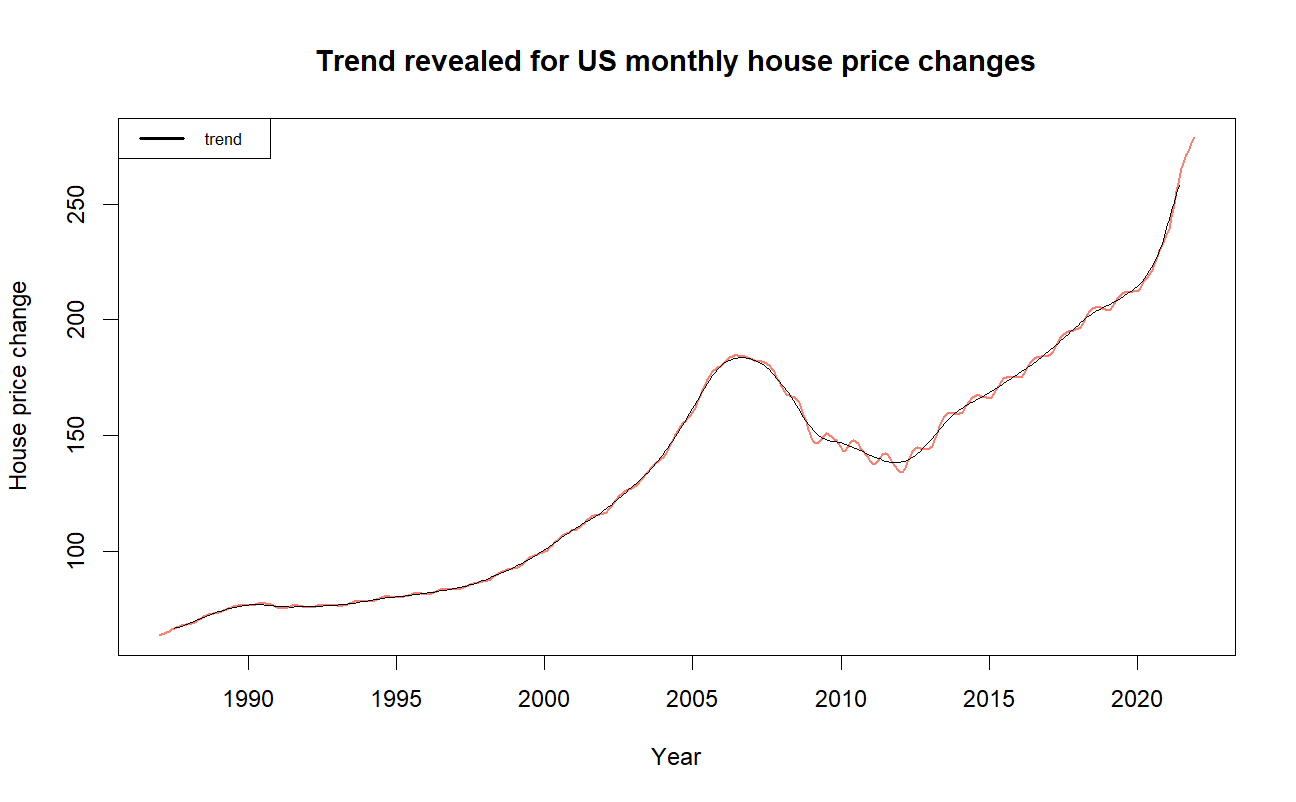 Trend revealed for US monthly house price changes
trend
House price change
250
200
150
100
1990 1995 2000 2005 2010 2015 2020
Year